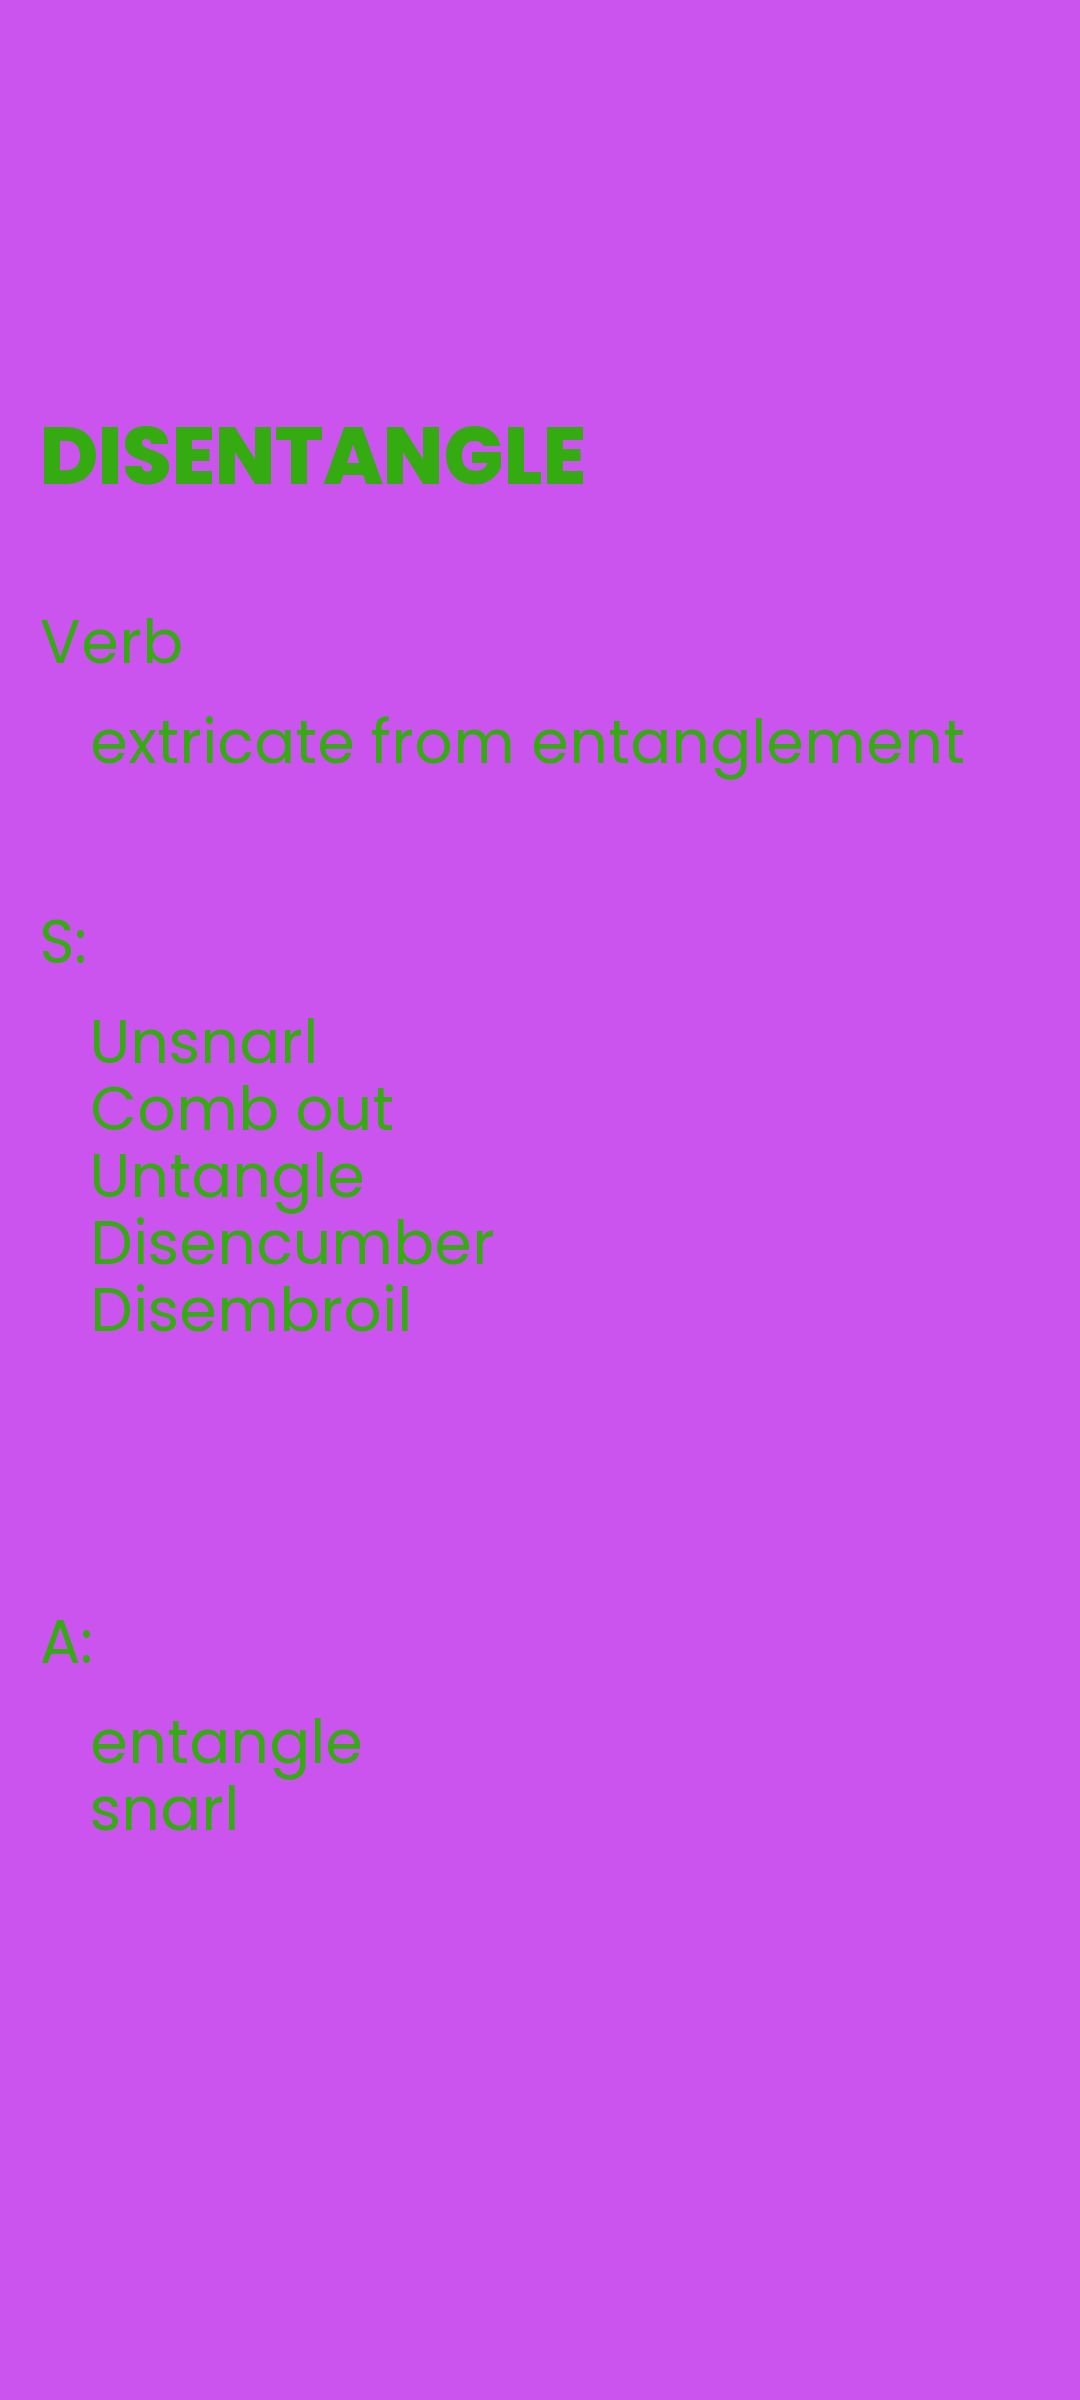 DISENTANGLE
Verb
extricate from entanglement
S:
Unsnarl
Comb out
Untangle
Disencumber
Disembroil
A:
entangle
snarl